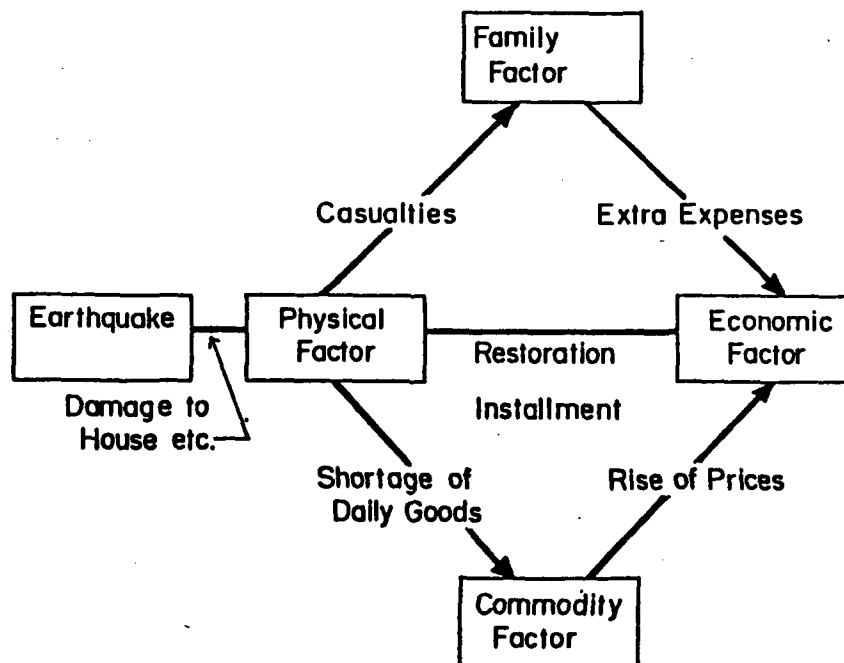 Family
Factor
Casualties
Extra Expenses
Earthquake
Physical
Factor
Economic
Factor
Restoration
Installment
Damage to
House etc.
Shortage of
Daily Goods
Rise of Prices
Commodity
Factor